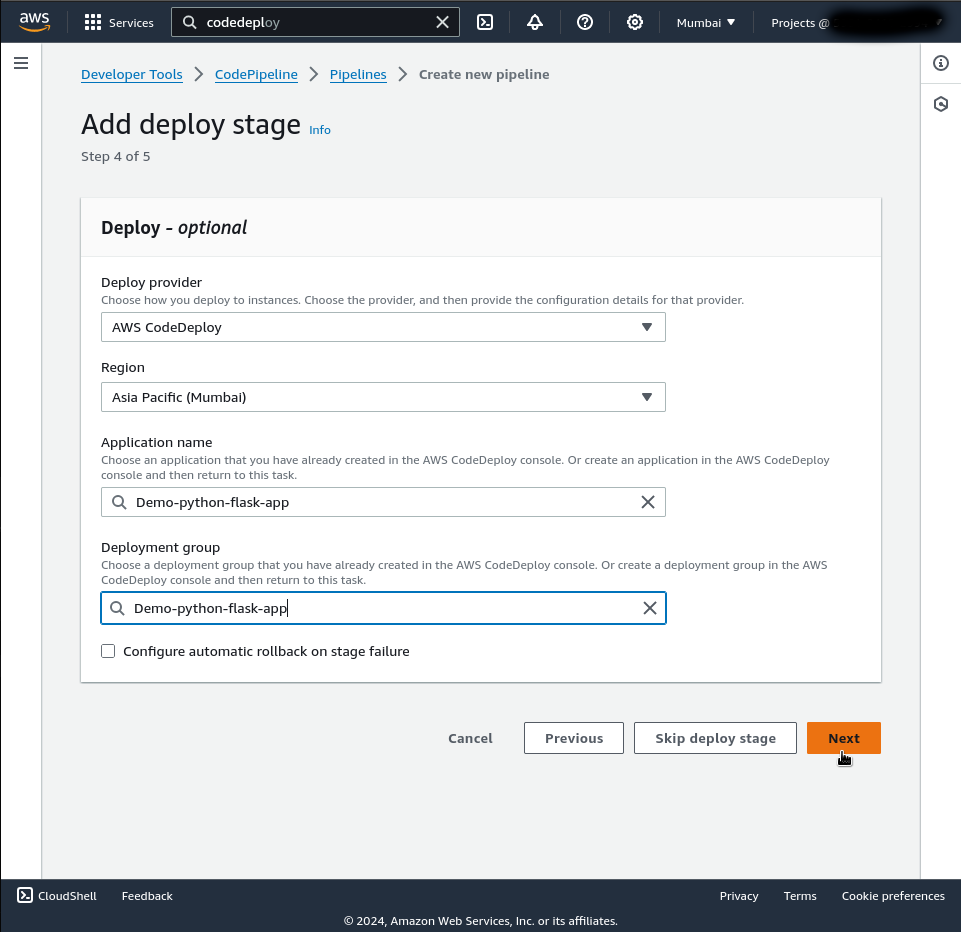 aws Services codedeploy Mumbai Projects @
Developer Tools CodePipeline Pipelines Create new pipeline
Add deploy stage Info
Step 4 of 5
Deploy - optional
Deploy provider
Choose how you deploy to instances. Choose the provider, and then provide the configuration details for that provider.
AWS CodeDeploy
Region
Asia Pacific (Mumbai)
Application name
Choose an application that you have already created in the AWS CodeDeploy console. Or create an application in the AWS CodeDeploy
console and then return to this task.
Demo-python-flask-app
Deployment group
Choose a deployment group that you have already created in the AWS CodeDeploy console. Or create a deployment group in the AWS
CodeDeploy console and then return to this task.
Demo-python-flask-app
Configure automatic rollback on stage failure
Cancel Previous Skip deploy stage Next
CloudShell Feedback Privacy Terms Cookie preferences
© 2024, Amazon Web Services, Inc. or its affiliates.